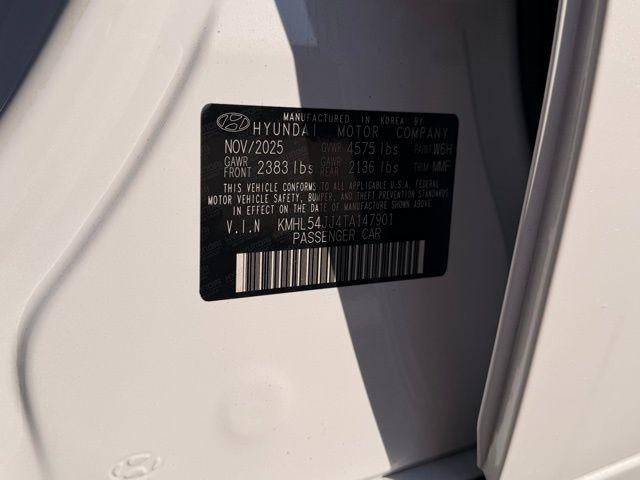 MANUFACTURED IN KOREA BY
HYUNDAI MOTOR COMPANY
NOV/2025 GVWR 4575 lbs PAINT W6H
GAWR FRONT 2383 lbs GAWR REAR 2136 lbs TRIM MMF
THIS VEHICLE CONFORMS TO ALL APPLICABLE U.S.A. FEDERAL
MOTOR VEHICLE SAFETY, BUMPER, AND THEFT PREVENTION STANDARDS
IN EFFECT ON THE DATE OF MANUFACTURE SHOWN ABOVE.
V.I.N KMHL54JJ4TA147901
PASSENGER CAR